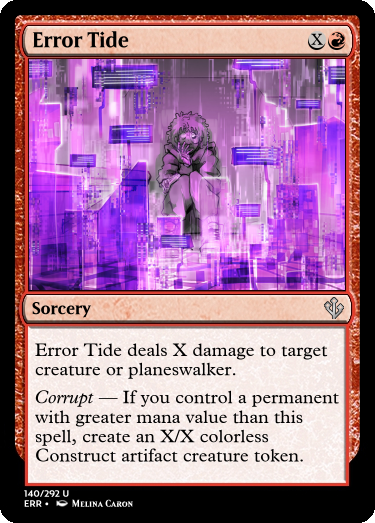 Error Tide X
Sorcery
Error Tide deals X damage to target
creature or planeswalker.
Corrupt — If you control a permanent
with greater mana value than this
spell, create an X/X colorless
Construct artifact creature token.
140/292 U
ERR • Melina Caron